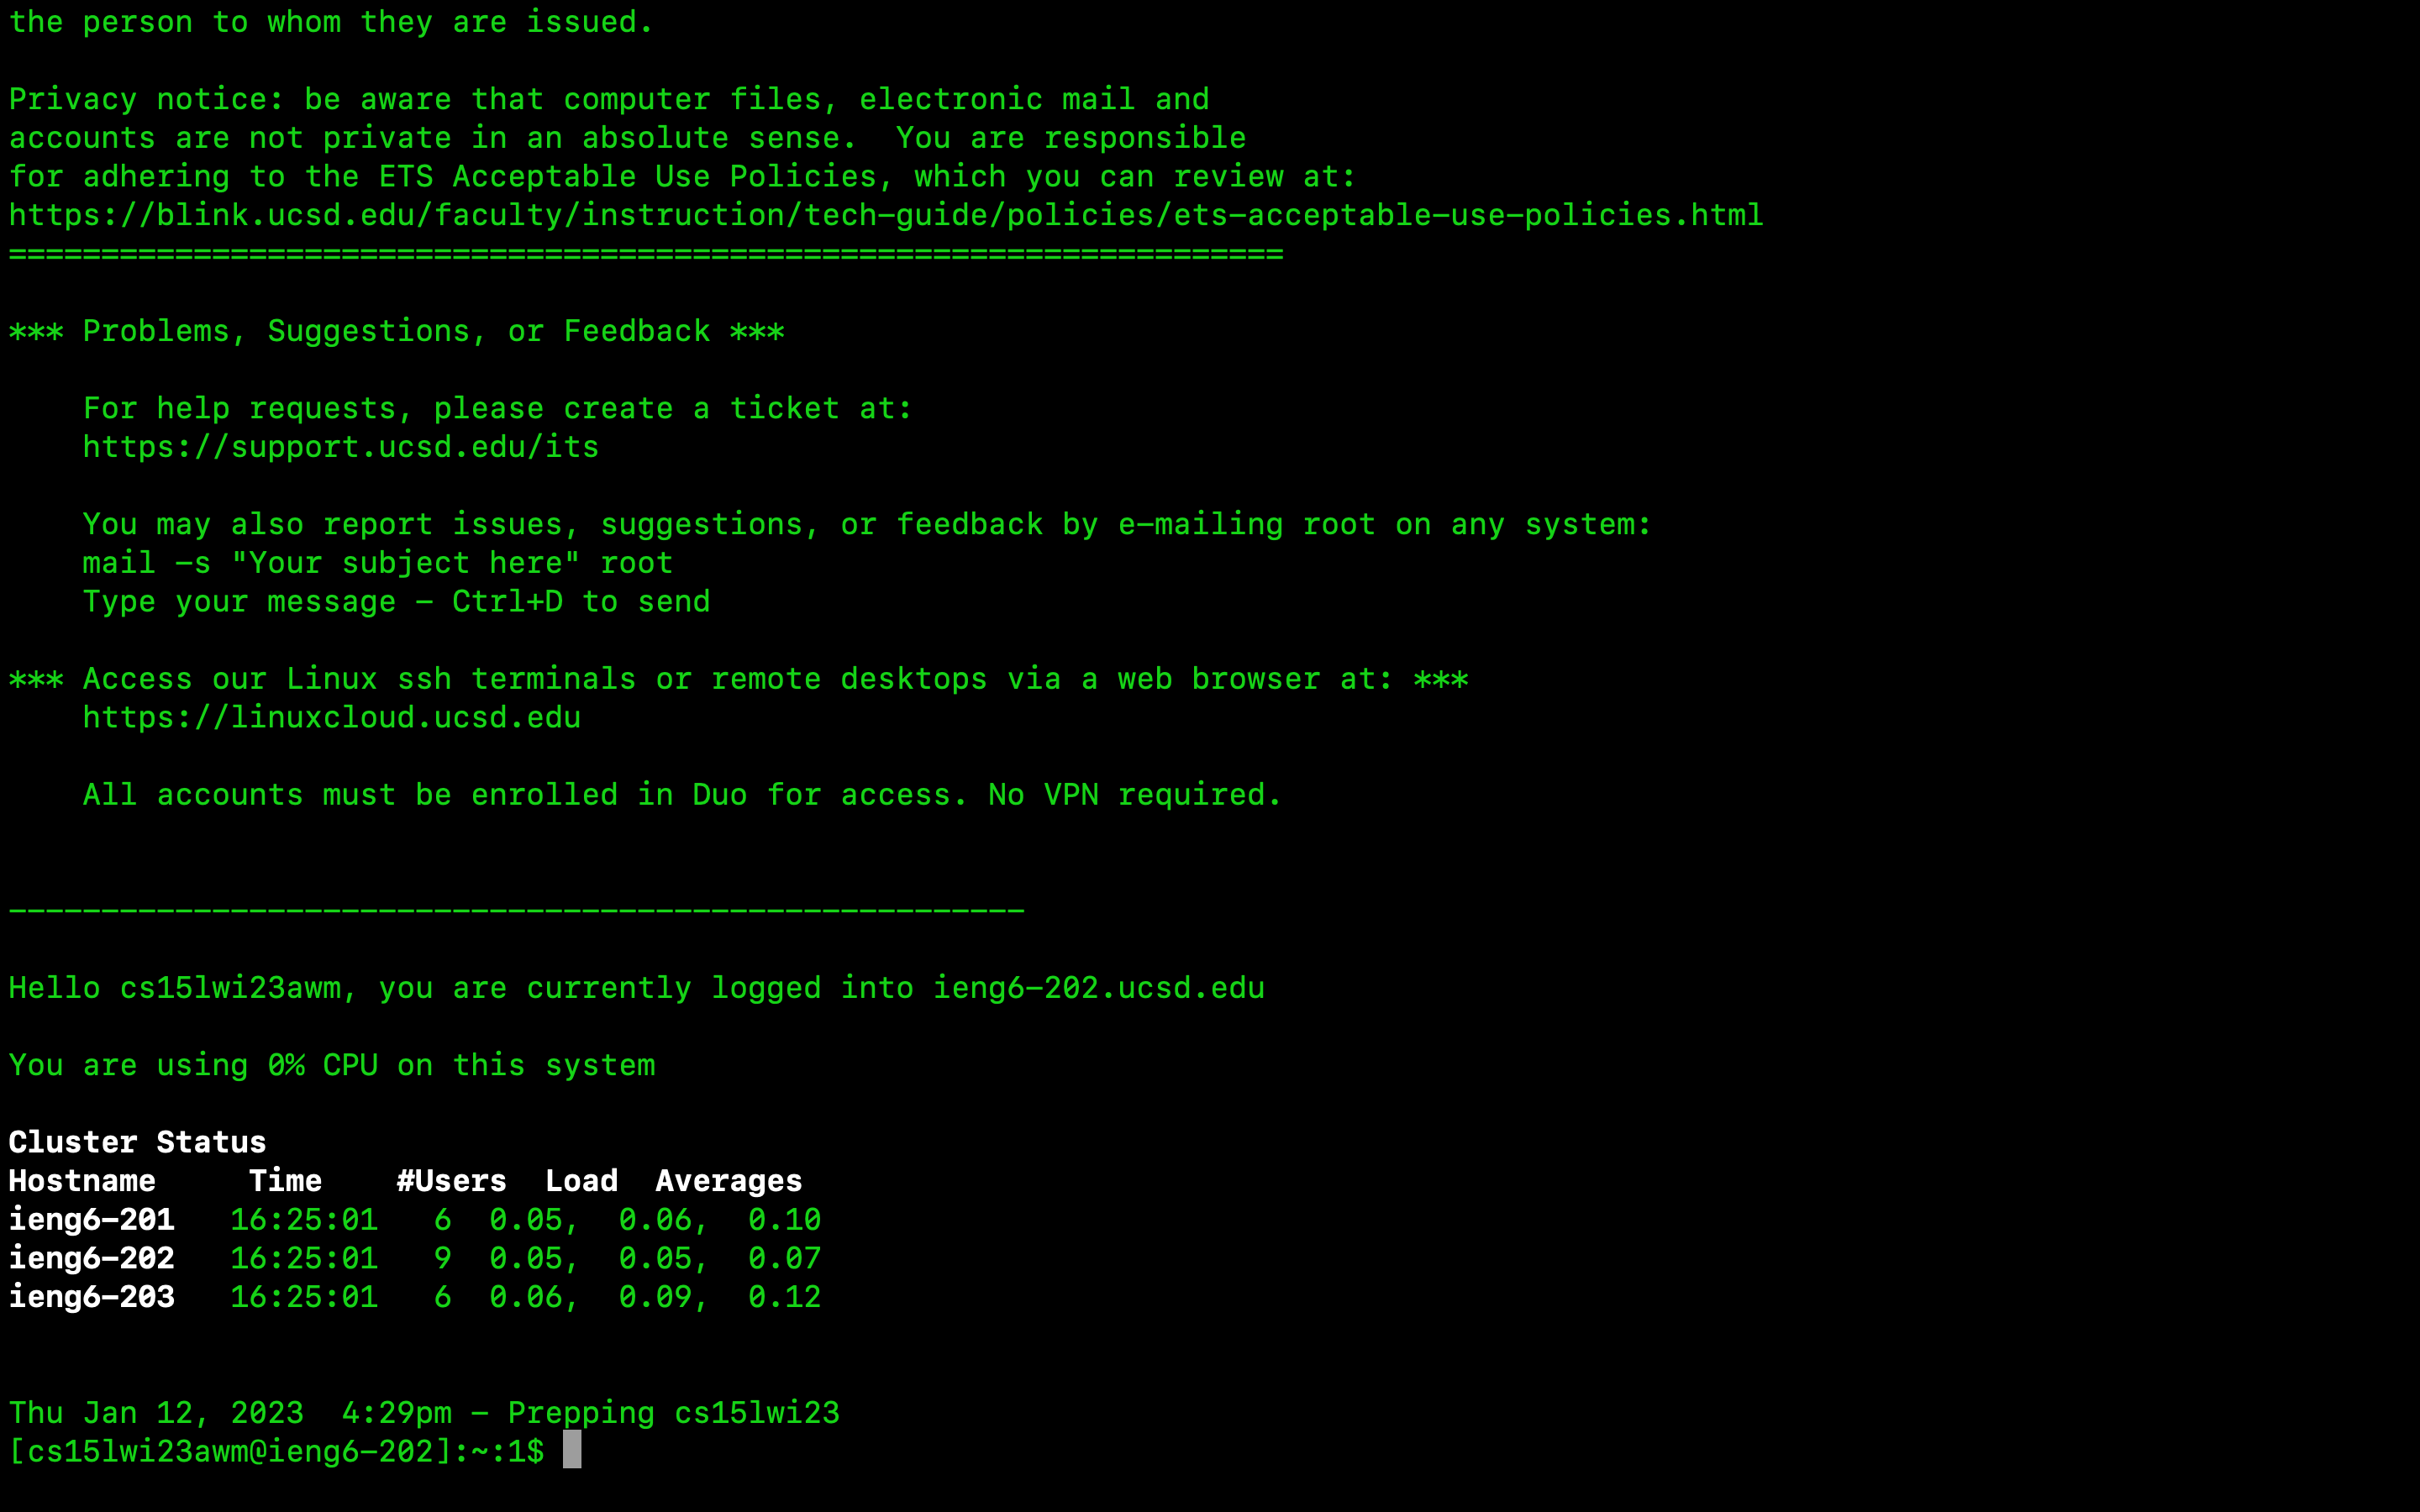 the person to whom they are issued.

Privacy notice: be aware that computer files, electronic mail and
accounts are not private in an absolute sense.  You are responsible
for adhering to the ETS Acceptable Use Policies, which you can review at:
https://blink.ucsd.edu/faculty/instruction/tech-guide/policies/ets-acceptable-use-policies.html
=====================================================================

*** Problems, Suggestions, or Feedback ***

    For help requests, please create a ticket at:
    https://support.ucsd.edu/its

    You may also report issues, suggestions, or feedback by e-mailing root on any system:
    mail -s "Your subject here" root
    Type your message - Ctrl+D to send

*** Access our Linux ssh terminals or remote desktops via a web browser at: ***
    https://linuxcloud.ucsd.edu

    All accounts must be enrolled in Duo for access. No VPN required.


-------------------------------------------------------

Hello cs15lwi23awm, you are currently logged into ieng6-202.ucsd.edu

You are using 0% CPU on this system

Cluster Status
Hostname     Time    #Users  Load  Averages
ieng6-201   16:25:01   6  0.05,  0.06,  0.10
ieng6-202   16:25:01   9  0.05,  0.05,  0.07
ieng6-203   16:25:01   6  0.06,  0.09,  0.12


Thu Jan 12, 2023  4:29pm - Prepping cs15lwi23
[cs15lwi23awm@ieng6-202]:~:1$